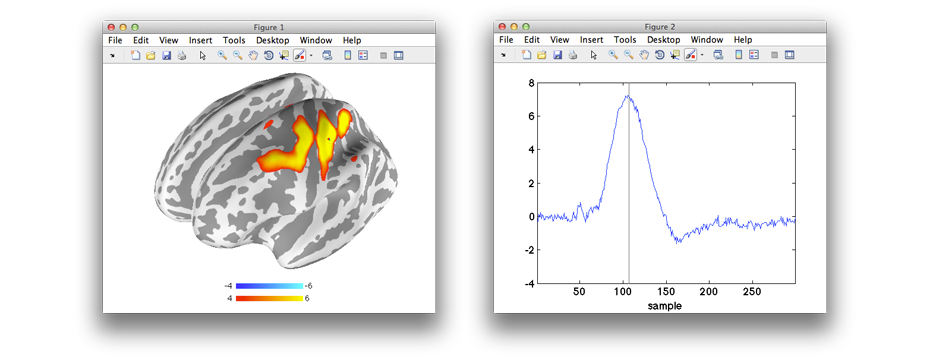 Figure 1
File Edit View Insert Tools Desktop Window Help
-4 -6
4 6
Figure 2
File Edit View Insert Tools Desktop Window Help
8
6
4
2
0
-2
-4
50 100 150 200 250
sample